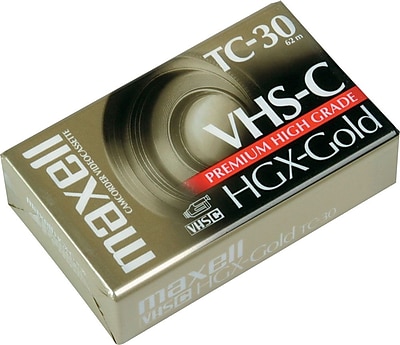 TC-30
62 m
VHS-C
PREMIUM HIGH GRADE
HGX-Gold
VHS C
maxell
CAMCORDER VIDEOCASSETTE
maxell
VHS C HGX-Gold TC-30